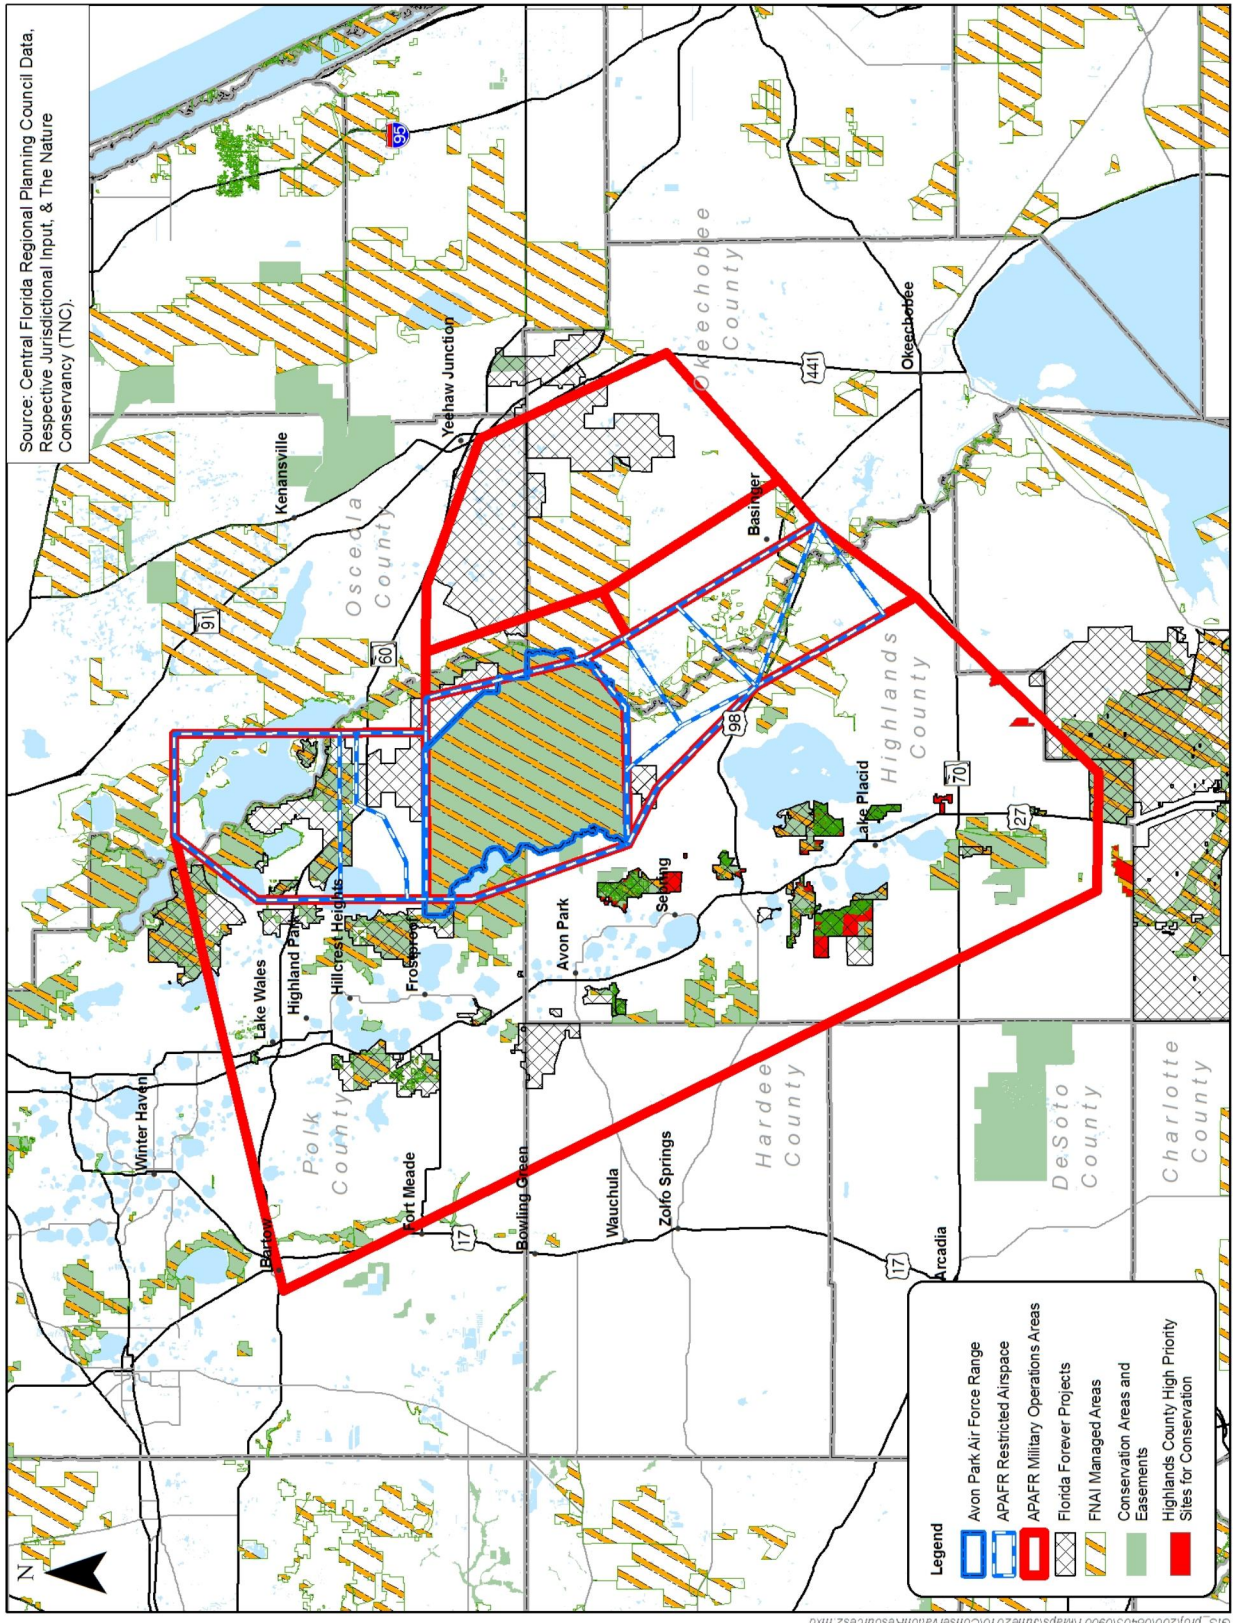 Source: Central Florida Regional Planning Council Data,
Respective Jurisdictional Input, & The Nature
Conservancy (TNC).
N
95
Kenansville
Yeehaw Junction
Osceola
County
91
60
Okeechobee
County
441
Okeechobee
Basinger
98
Highlands
County
70
27
Lake Placid
Sebring
Avon Park
Frostproof
Hillcrest Heights
Highland Park
Lake Wales
Winter Haven
Bartow
Polk
County
Fort Meade
17
Bowling Green
Wauchula
Zolfo Springs
Hardee
County
17
Arcadia
DeSoto
County
Charlotte
County
Legend
Avon Park Air Force Range
APAFR Restricted Airspace
APAFR Military Operations Areas
Florida Forever Projects
FNAI Managed Areas
Conservation Areas and
Easements
Highlands County High Priority
Sites for Conservation